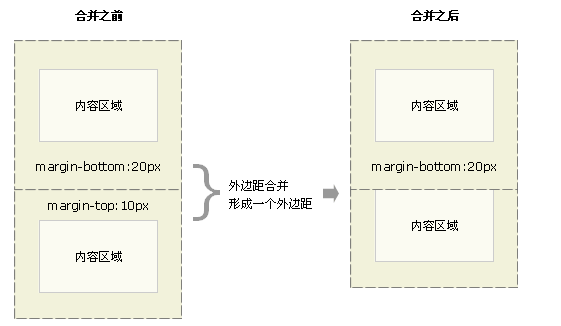 合并之前
内容区域
margin-bottom:20px
margin-top:10px
内容区域
外边距合并
形成一个外边距
合并之后
内容区域
margin-bottom:20px
内容区域